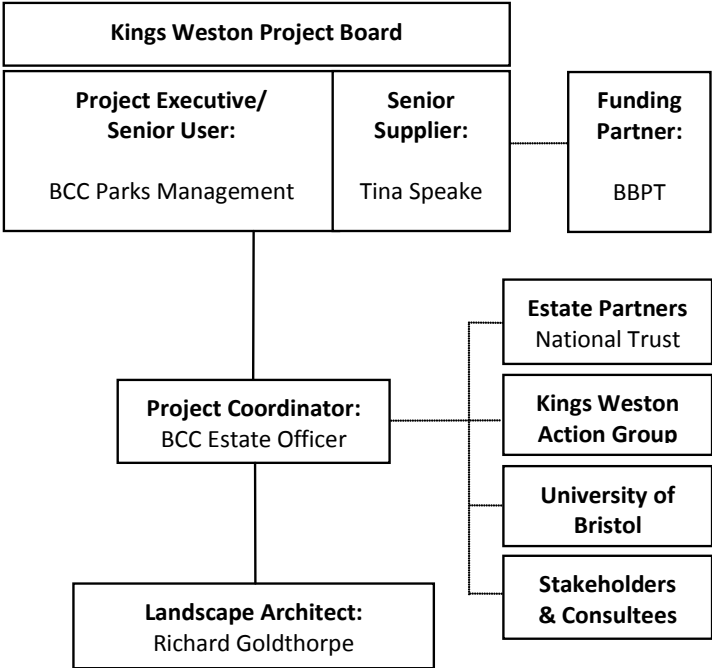 Kings Weston Project Board
Project Executive/
Senior User:
BCC Parks Management
Senior
Supplier:
Tina Speake
Funding
Partner:
BBPT
Estate Partners
National Trust
Project Coordinator:
BCC Estate Officer
Kings Weston
Action Group
University of
Bristol
Stakeholders
& Consultees
Landscape Architect:
Richard Goldthorpe